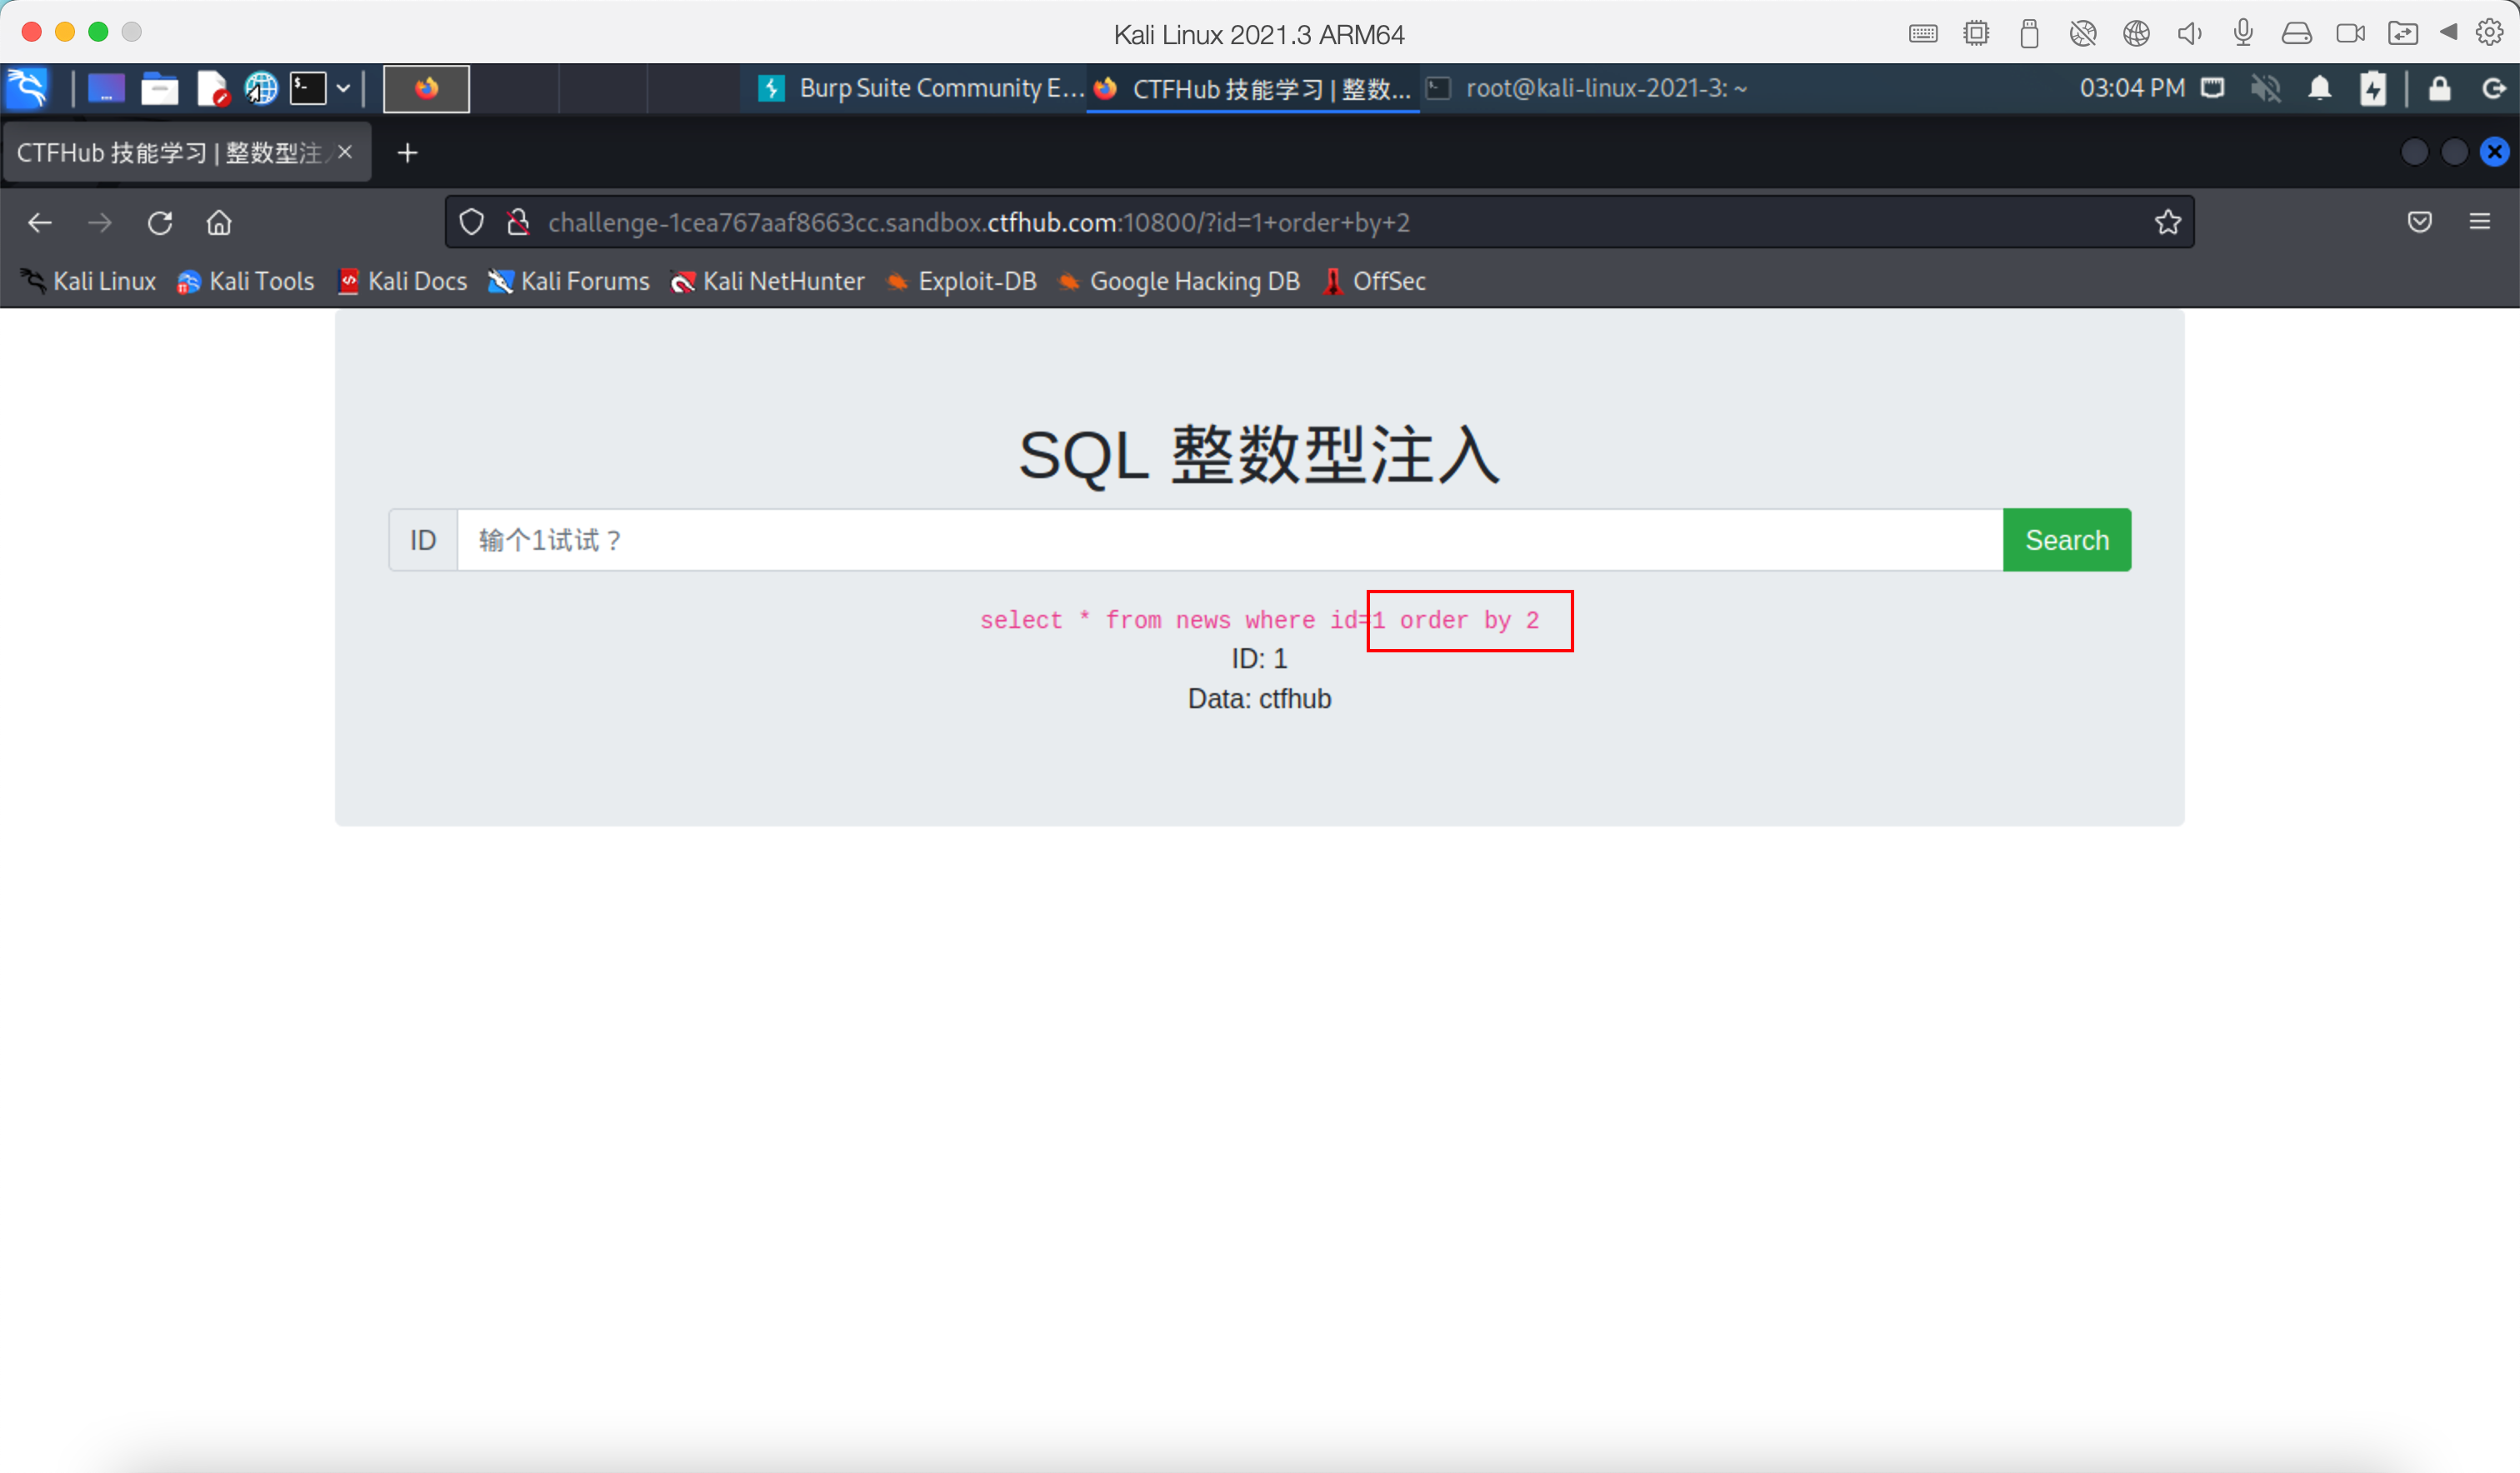 Kali Linux 2021.3 ARM64
Burp Suite Community E... CTFHub 技能学习 | 整数... root@kali-linux-2021-3: ~ 03:04 PM
CTFHub 技能学习 | 整数型注
challenge-1cea767aaf8663cc.sandbox.ctfhub.com:10800/?id=1+order+by+2
Kali Linux Kali Tools Kali Docs Kali Forums Kali NetHunter Exploit-DB Google Hacking DB OffSec
SQL 整数型注入
ID 输个1试试？ Search
select * from news where id=1 order by 2
ID: 1
Data: ctfhub